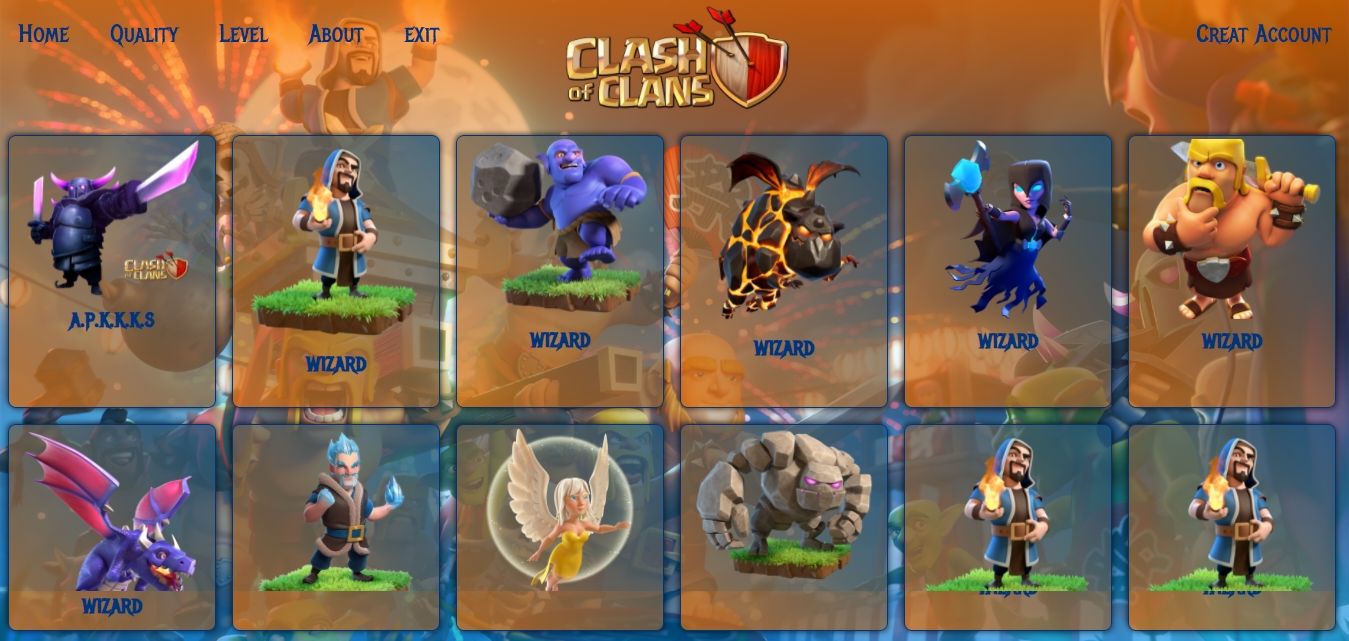 Home Quality Level About exit
CLASH
OF CLANS
Creat Account
CLASH
OF CLANS
A.P.K.K.K.S
WIZARD
WIZARD
WIZARD
WIZARD
WIZARD
WIZARD